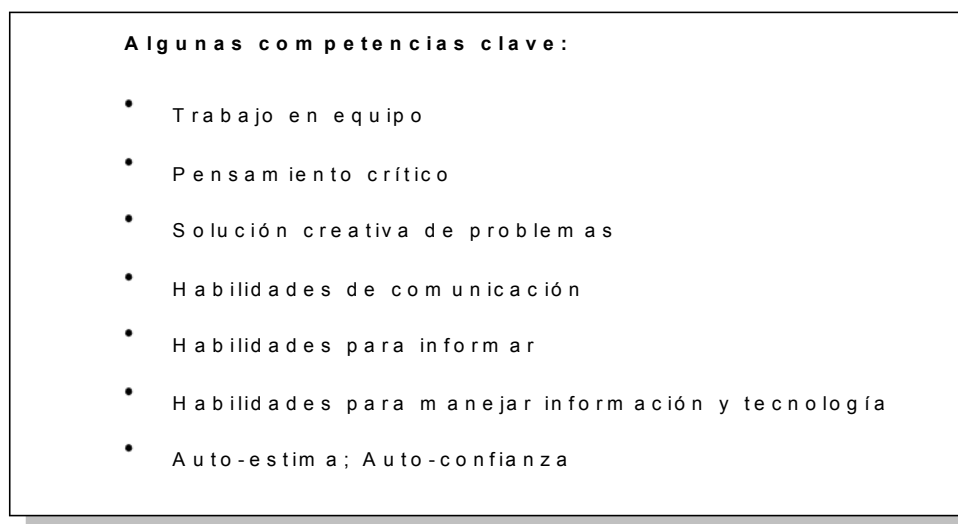 Algunas competencias clave:
• Trabajo en equipo
• Pensamiento crítico
• Solución creativa de problemas
• Habilidades de comunicación
• Habilidades para informar
• Habilidades para manejar información y tecnología
• Auto-estima; Auto-confianza